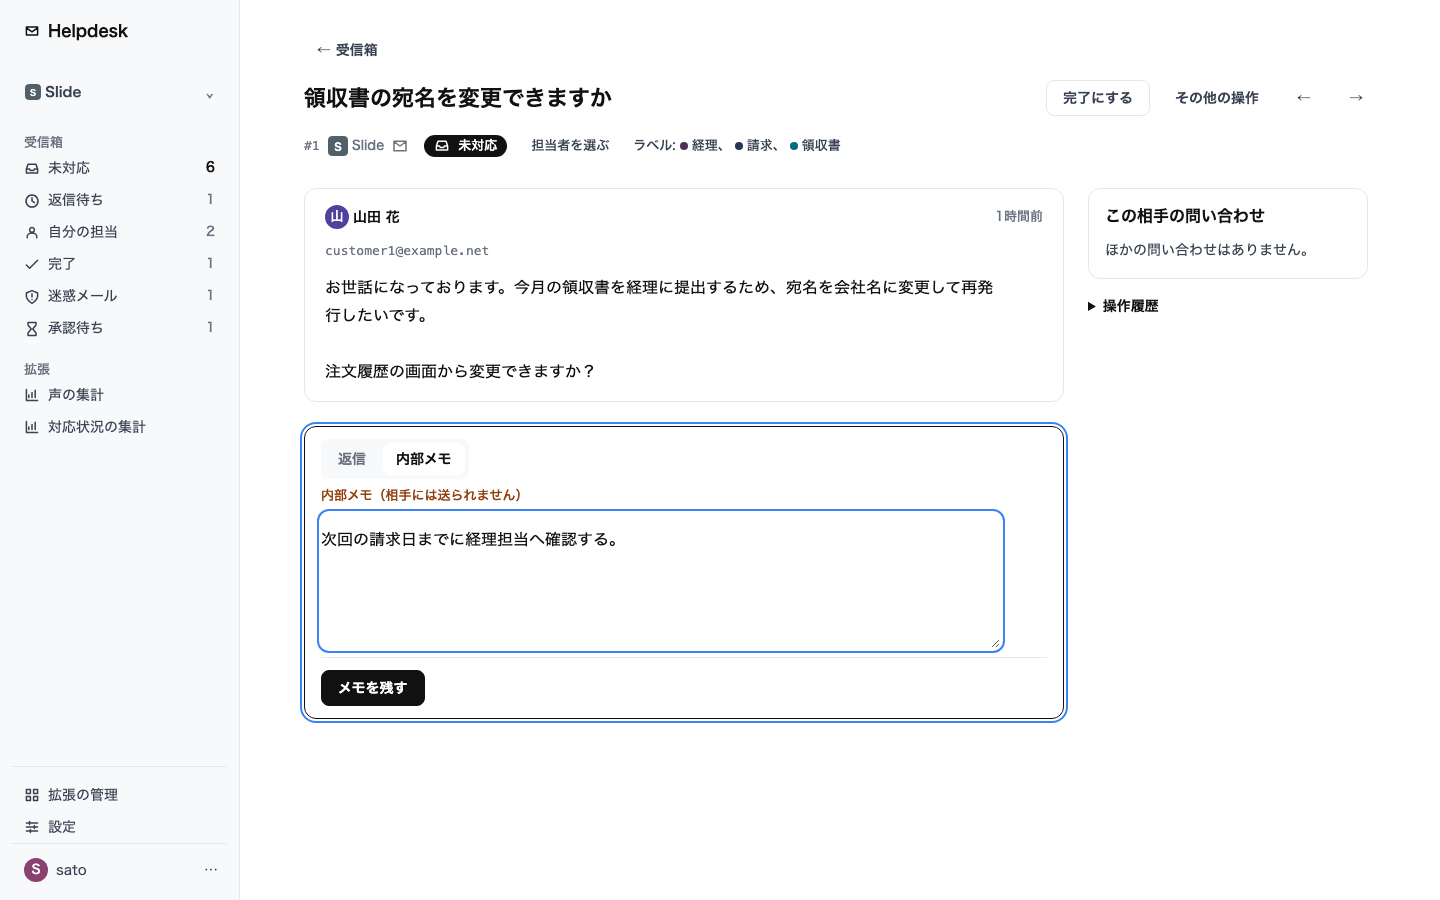 Helpdesk
S Slide
受信箱
未対応 6
返信待ち 1
自分の担当 2
完了 1
迷惑メール 1
承認待ち 1
拡張
声の集計
対応状況の集計
拡張の管理
設定
S sato ...
← 受信箱
領収書の宛名を変更できますか
完了にする その他の操作 ← →
#1 S Slide 未対応 担当者を選ぶ ラベル: 経理、 請求、 領収書
山 山田 花 1時間前
customer1@example.net
お世話になっております。今月の領収書を経理に提出するため、宛名を会社名に変更して再発
行したいです。
注文履歴の画面から変更できますか？
返信 内部メモ
内部メモ（相手には送られません）
次回の請求日までに経理担当へ確認する。
メモを残す
この相手の問い合わせ
ほかの問い合わせはありません。
▶ 操作履歴